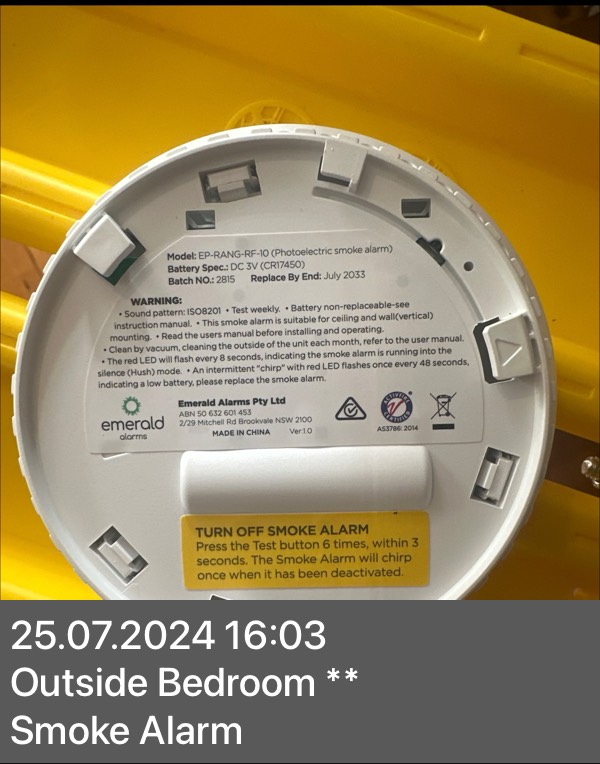 Model: EP-RANG-RF-10 (Photoelectric smoke alarm)
Battery Spec.: DC 3V (CR17450)
Batch NO.: 2815 Replace By End: July 2033
WARNING:
• Sound pattern: ISO8201 • Test weekly. • Battery non-replaceable-see
instruction manual. • This smoke alarm is suitable for ceiling and wall(vertical)
mounting. • Read the users manual before installing and operating.
• Clean by vacuum, cleaning the outside of the unit each month, refer to the user manual.
• The red LED will flash every 8 seconds, indicating the smoke alarm is running into the
silence (Hush) mode. • An intermittent "chirp" with red LED flashes once every 48 seconds,
indicating a low battery, please replace the smoke alarm.
emerald
alarms
Emerald Alarms Pty Ltd
ABN 50 632 601 453
2/29 Mitchell Rd Brookvale NSW 2100
MADE IN CHINA Ver:1.0
AS3786: 2014
TURN OFF SMOKE ALARM
Press the Test button 6 times, within 3
seconds. The Smoke Alarm will chirp
once when it has been deactivated.
25.07.2024 16:03
Outside Bedroom **
Smoke Alarm